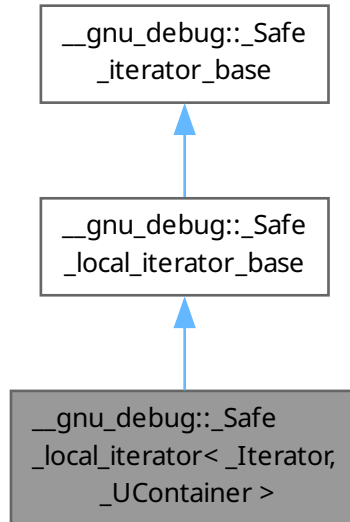 __gnu_debug::_Safe
_iterator_base
__gnu_debug::_Safe
_local_iterator_base
__gnu_debug::_Safe
_local_iterator< _Iterator,
_UContainer >